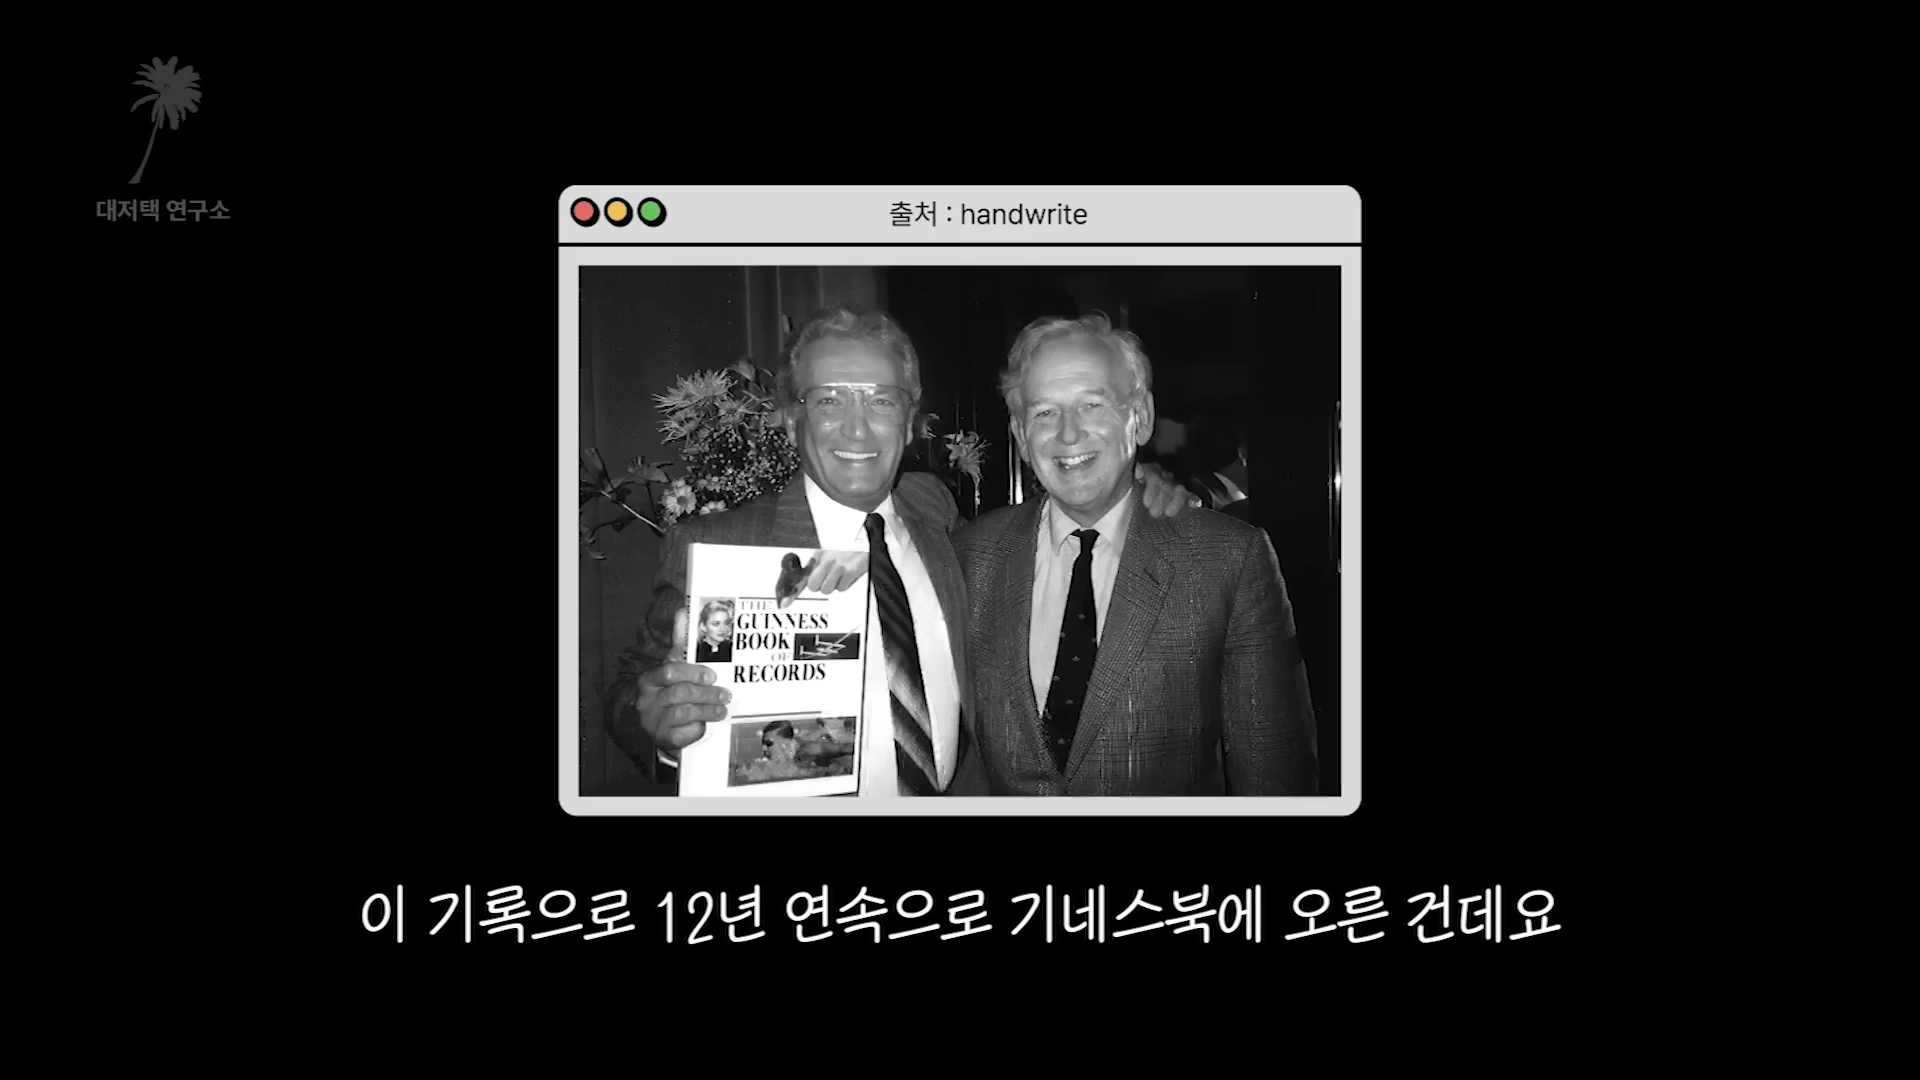 대저택 연구소
출처 : handwrite
THE
GUINNESS
BOOK
OF
RECORDS
이 기록으로 12년 연속으로 기네스북에 오른 건데요